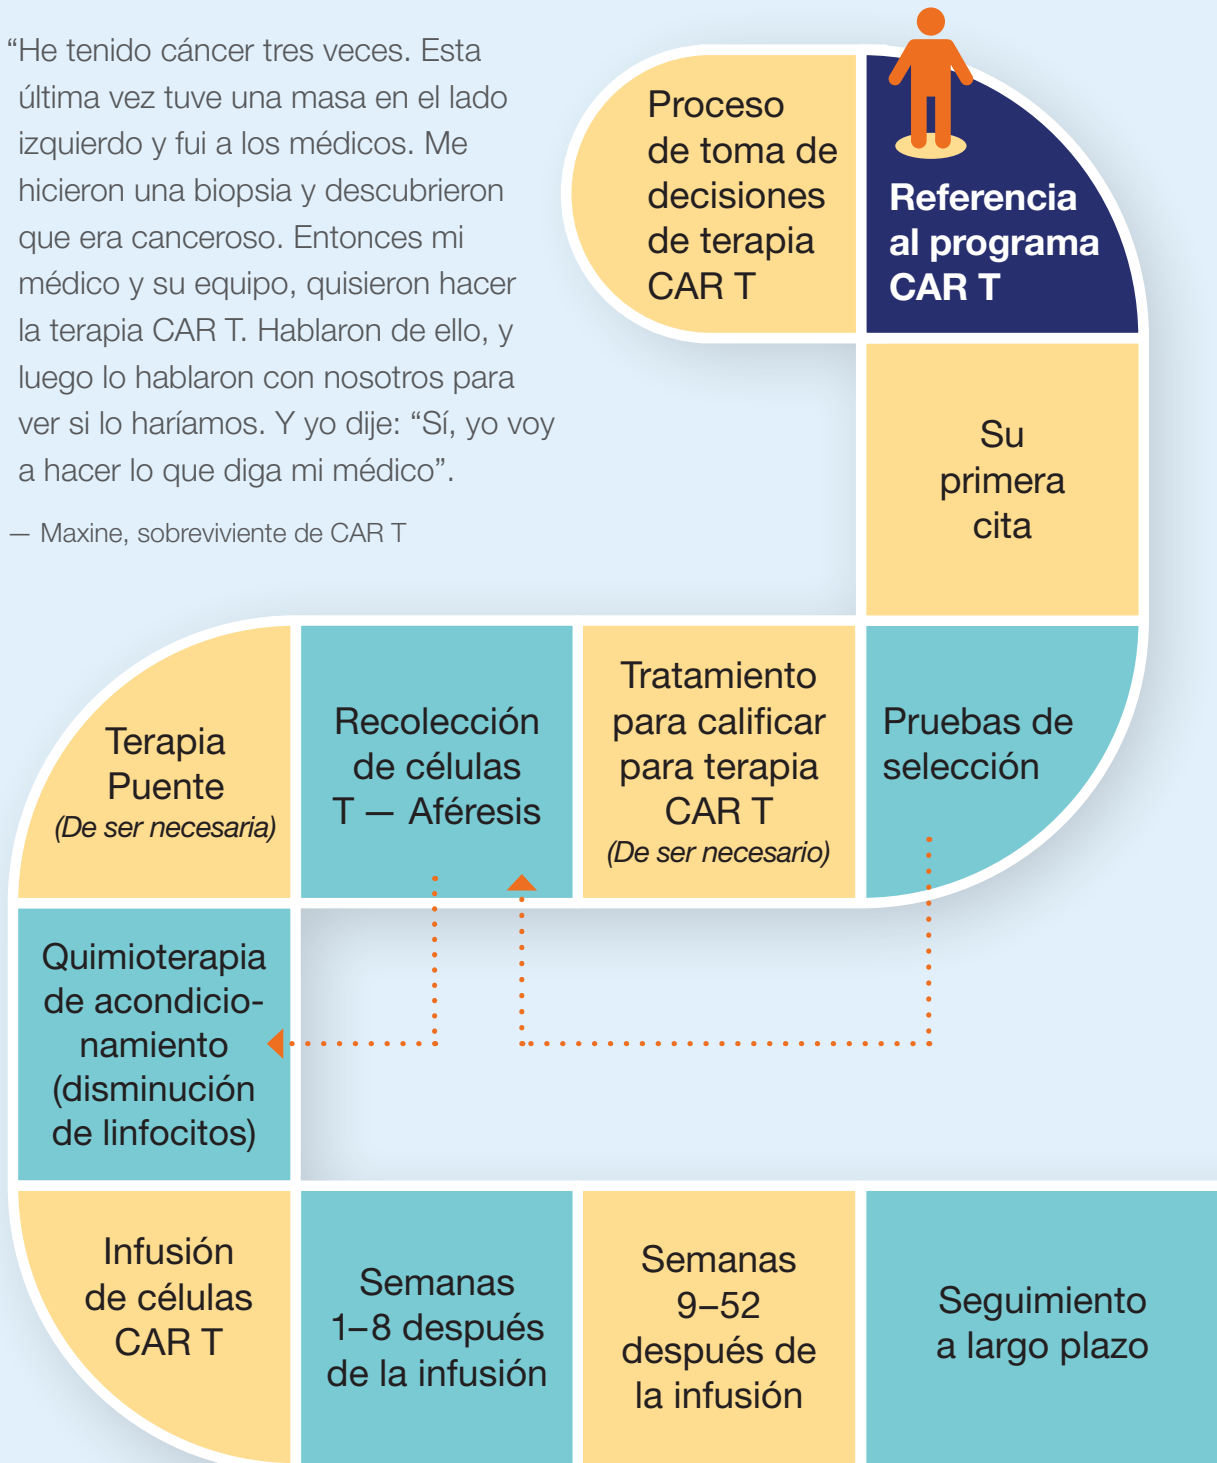 “He tenido cáncer tres veces. Esta
última vez tuve una masa en el lado
izquierdo y fui a los médicos. Me
hicieron una biopsia y descubrieron
que era canceroso. Entonces mi
médico y su equipo, quisieron hacer
la terapia CAR T. Hablaron de ello, y
luego lo hablaron con nosotros para
ver si lo haríamos. Y yo dije: “Sí, yo voy
a hacer lo que diga mi médico”.
— Maxine, sobreviviente de CAR T
Proceso
de toma de
decisiones
de terapia
CAR T
Referencia
al programa
CAR T
Su
primera
cita
Pruebas de
selección
Tratamiento
para calificar
para terapia
CAR T
(De ser necesario)
Recolección
de células
T — Aféresis
Terapia
Puente
(De ser necesaria)
Quimioterapia
de acondicio-
namiento
(disminución
de linfocitos)
Infusión
de células
CAR T
Semanas
1–8 después
de la infusión
Semanas
9–52
después de
la infusión
Seguimiento
a largo plazo